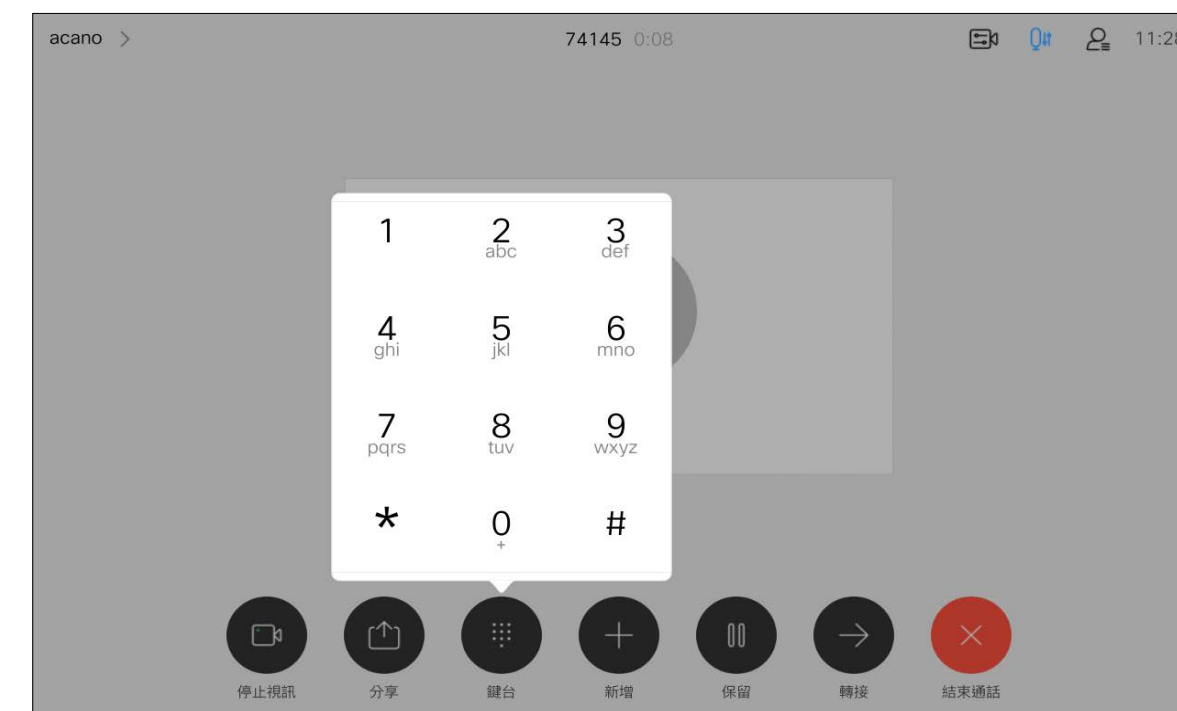 acano 74145 0:08 11:28
1 2 3
abc def
4 5 6
ghi jkl mno
7 8 9
pqrs tuv wxyz
* 0 #
+
停止視訊 分享 鍵台 新增 保留 轉接 結束通話